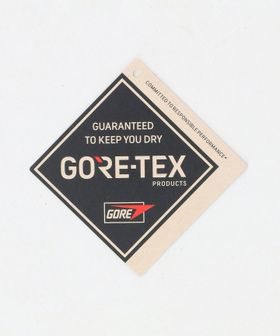 COMMITTED TO RESPONSIBLE PERFORMANCE*
GUARANTEED
TO KEEP YOU DRY
GORE-TEX
PRODUCTS
GORE